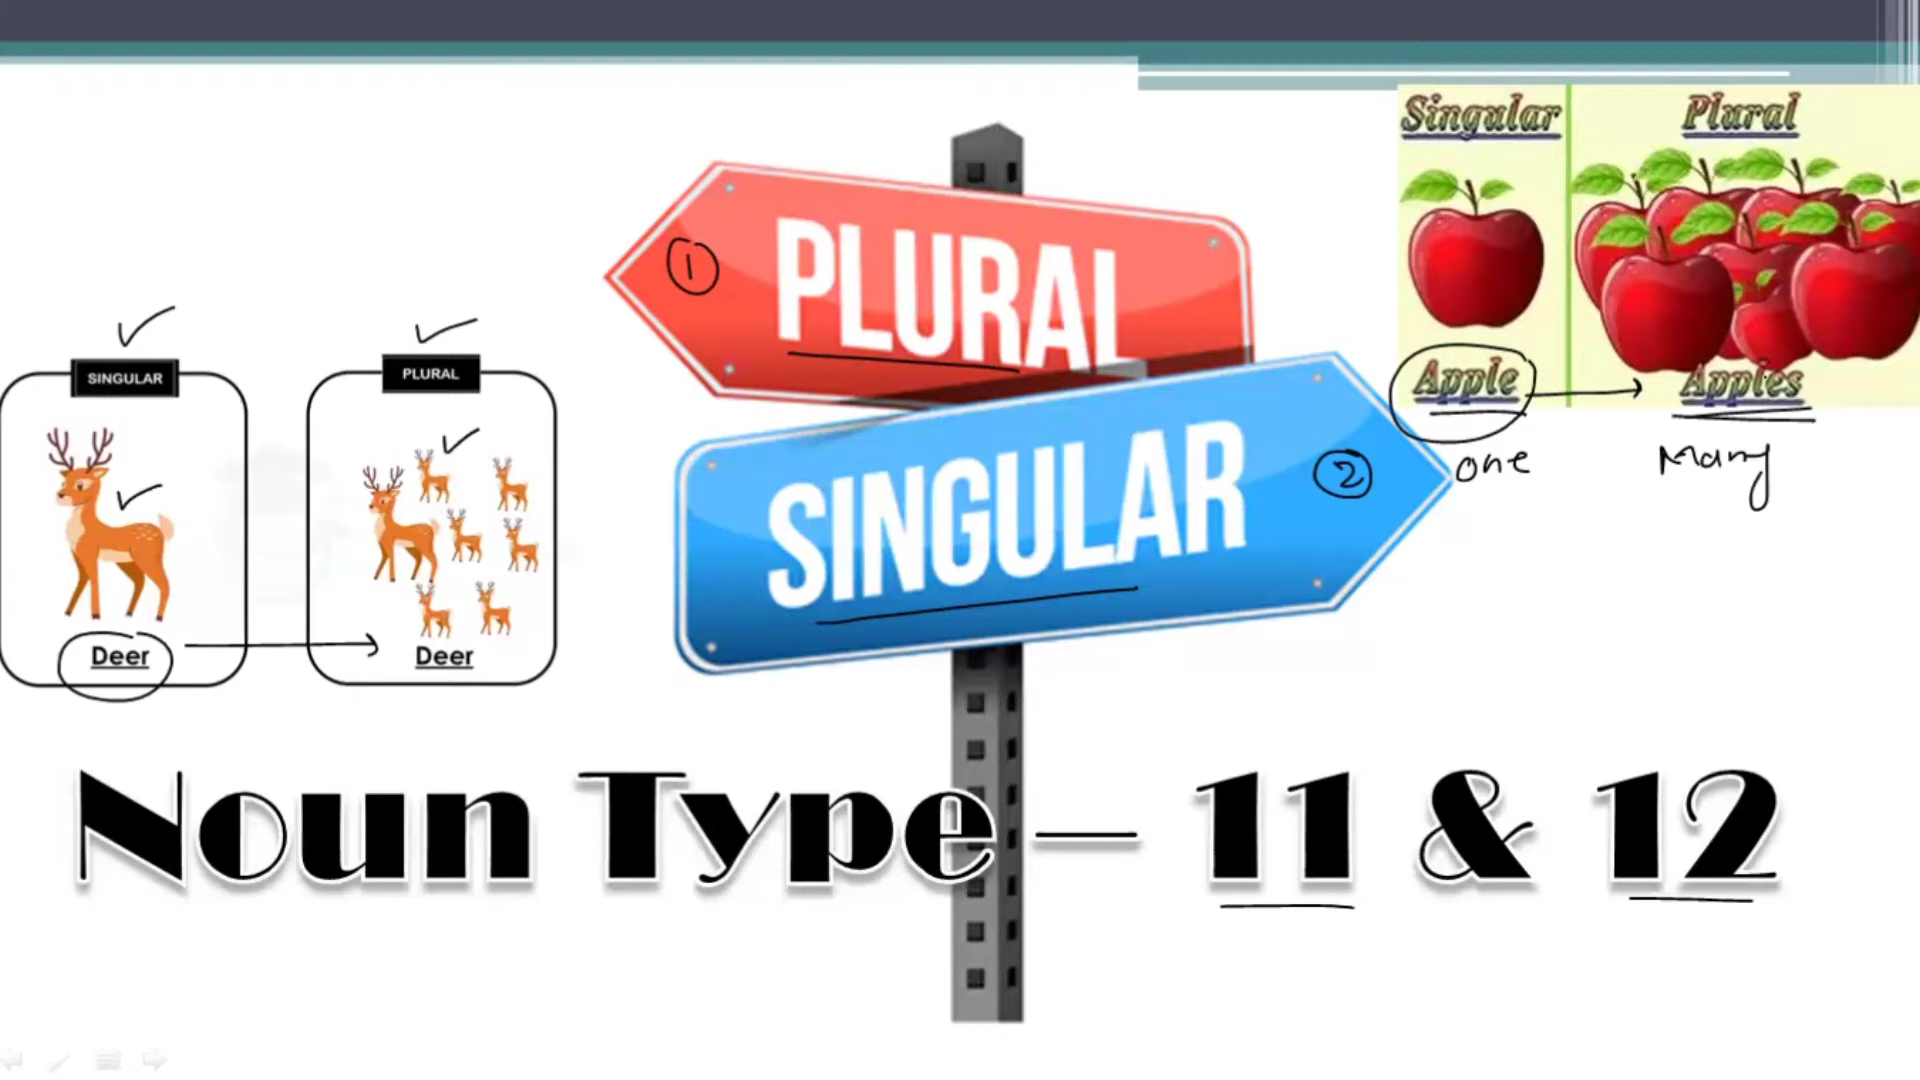 Singular Plural
PLURAL
1
SINGULAR
PLURAL
Apple Apples
SINGULAR
2
one Many
Deer Deer
Noun Type – 11 & 12